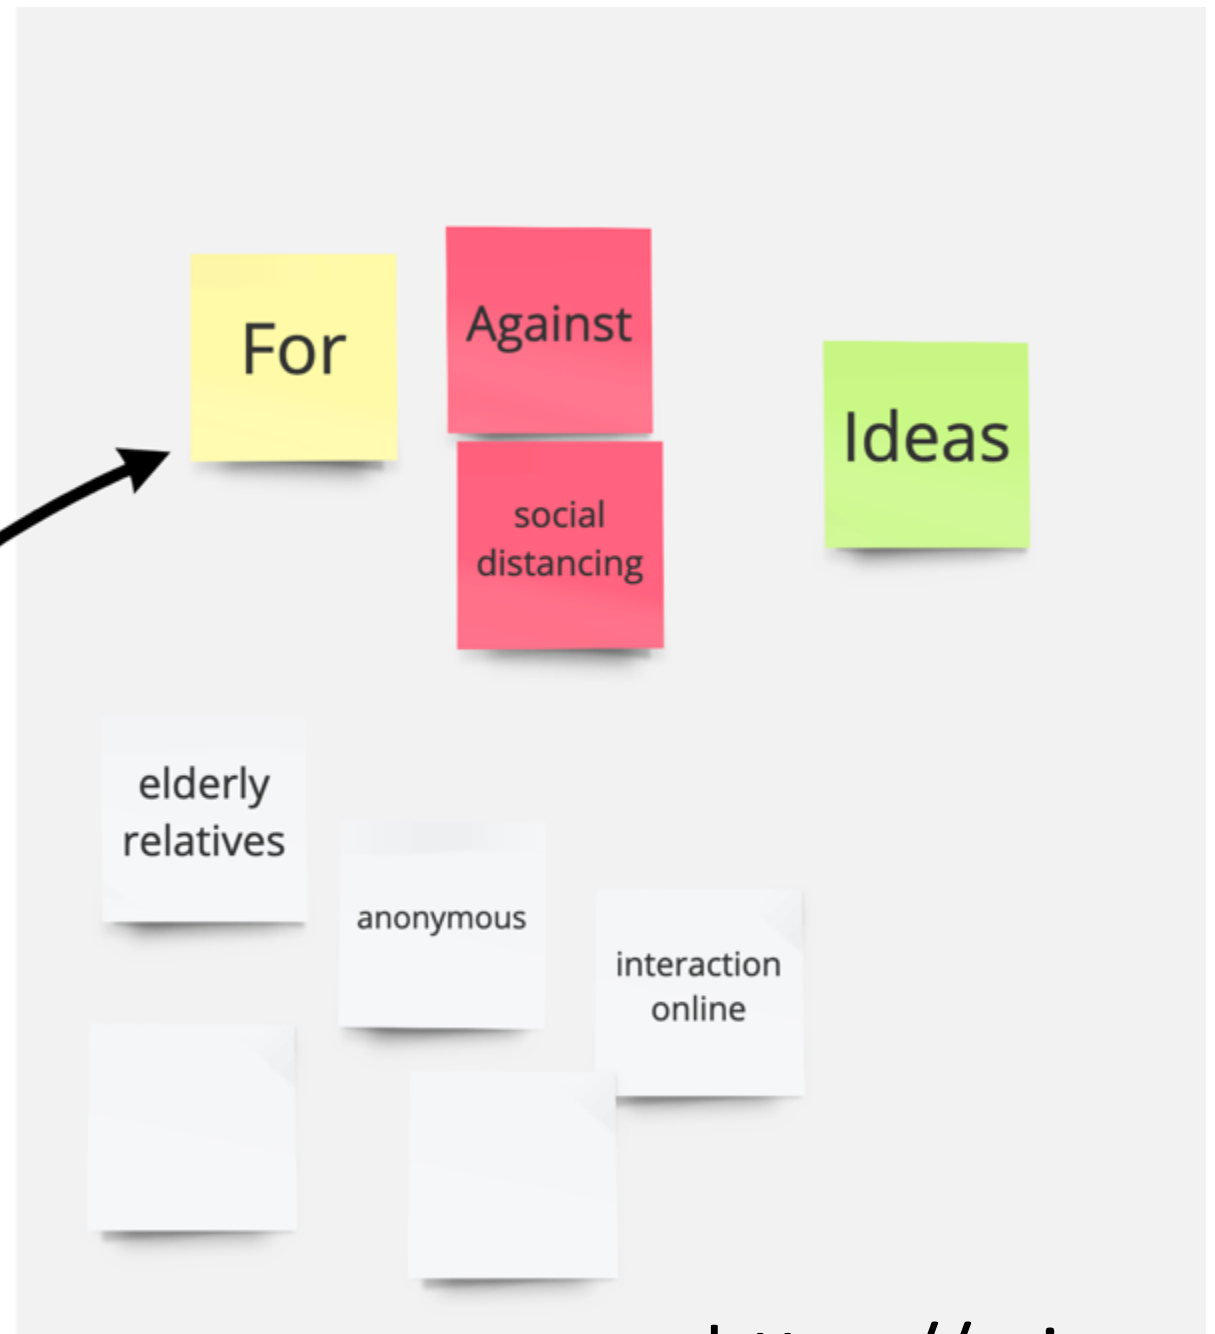 For
Against
Ideas
social
distancing
elderly
relatives
anonymous
interaction
online